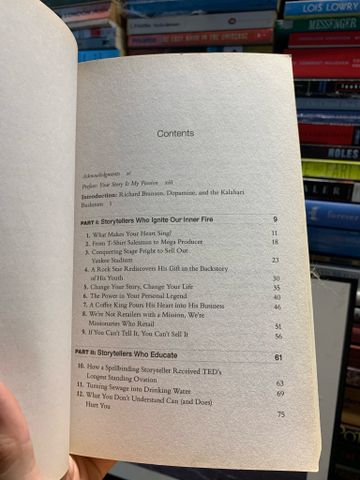 LOIS LOWRY
MESSENGER
HOLES
Contents
Acknowledgments xi
Preface: Your Story Is My Passion xiii
Introduction: Richard Branson, Dopamine, and the Kalahari
Bushmen 1
PART I: Storytellers Who Ignite Our Inner Fire 9
1. What Makes Your Heart Sing? 11
2. From T-Shirt Salesman to Mega Producer 18
3. Conquering Stage Fright to Sell Out
Yankee Stadium 23
4. A Rock Star Rediscovers His Gift in the Backstory
of His Youth 30
5. Change Your Story, Change Your Life 35
6. The Power in Your Personal Legend 40
7. A Coffee King Pours His Heart into His Business 46
8. We're Not Retailers with a Mission, We're
Missionaries Who Retail 51
9. If You Can't Tell It, You Can't Sell It 56
PART II: Storytellers Who Educate 61
10. How a Spellbinding Storyteller Received TED's
Longest Standing Ovation 63
11. Turning Sewage into Drinking Water 69
12. What You Don't Understand Can (and Does)
Hurt You 75